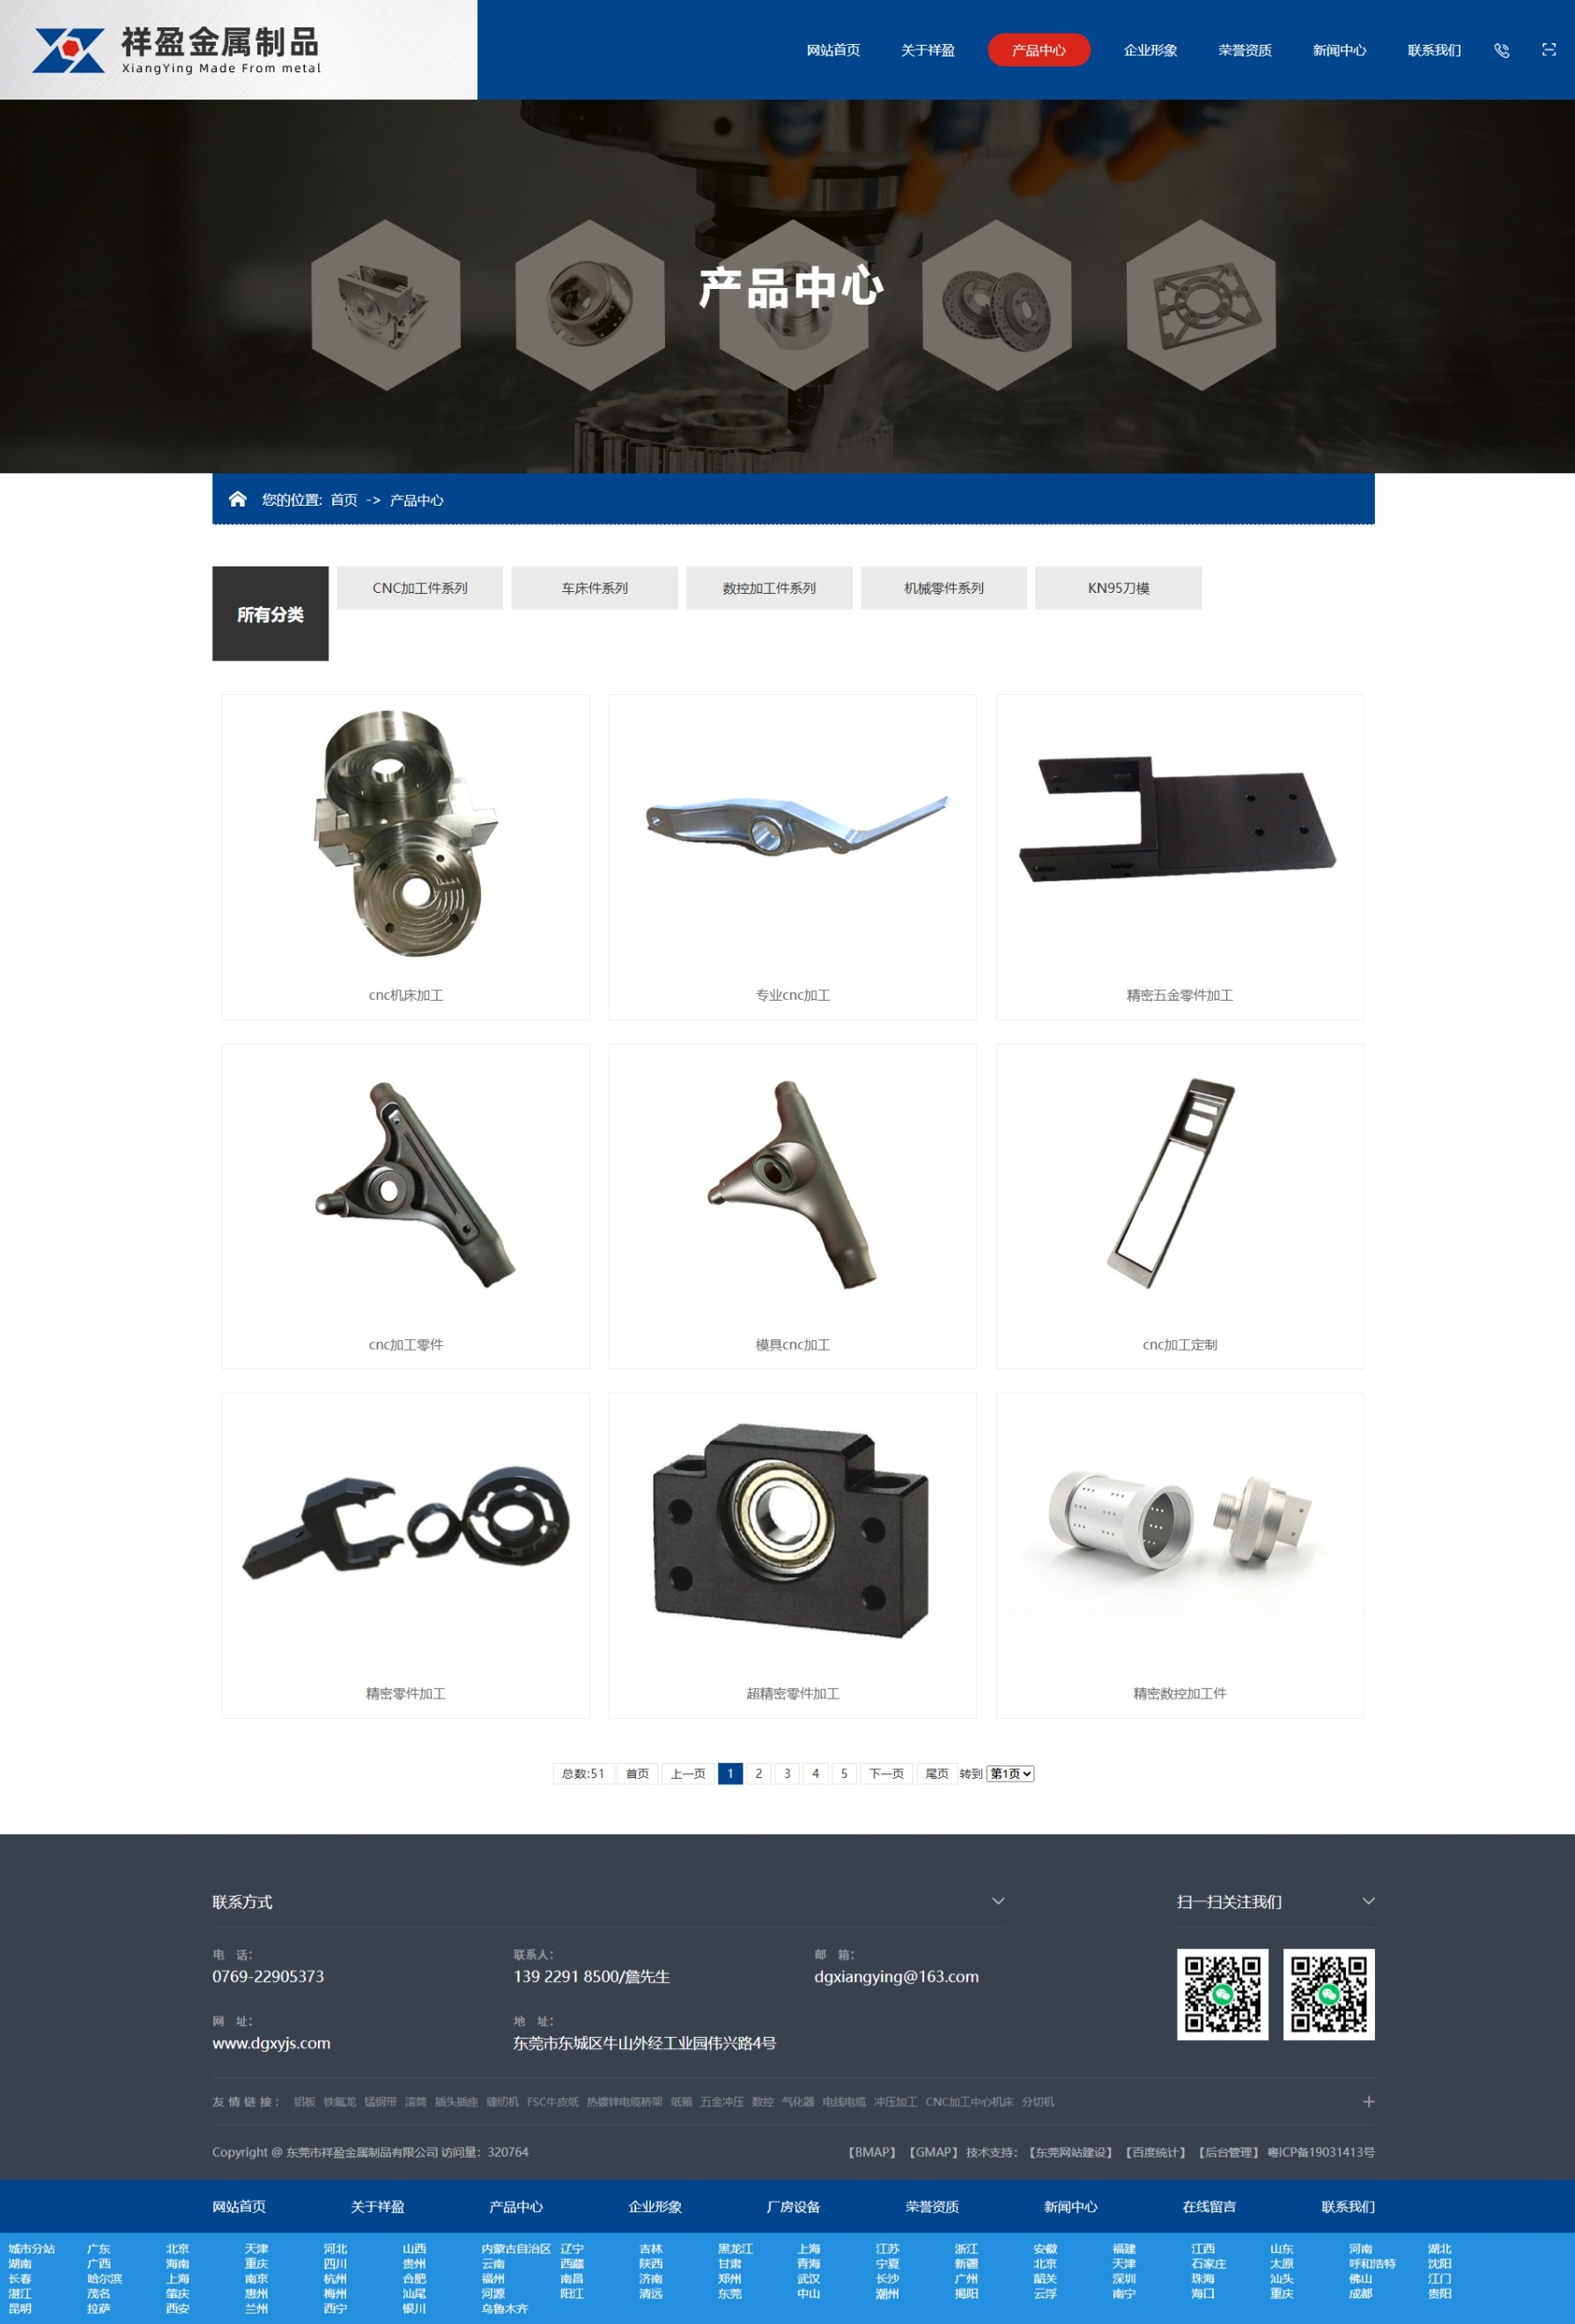 祥盈金属制品
XiangYing Made From metal
网站首页 关于祥盈 产品中心 企业形象 荣誉资质 新闻中心 联系我们
产品中心
您的位置: 首页 -> 产品中心
所有分类
CNC加工件系列 车床件系列 数控加工件系列 机械零件系列 KN95刀模
cnc机床加工 专业cnc加工 精密五金零件加工
cnc加工零件 模具cnc加工 cnc加工定制
精密零件加工 超精密零件加工 精密数控加工件
总数:51 首页 上一页 1 2 3 4 5 下一页 尾页 转到 第1页
联系方式 扫一扫关注我们
电 话: 联系人: 邮 箱:
0769-22905373 139 2291 8500/詹先生 dgxiangying@163.com
网 址: 地 址:
www.dgxyjs.com 东莞市东城区牛山外经工业园伟兴路4号
友情链接: 铝板 铁氟龙 锰钢带 滚筒 插头插座 缝纫机 FSC牛皮纸 热镀锌电缆桥架 纸箱 五金冲压 数控 气化器 电线电缆 冲压加工 CNC加工中心机床 分切机
Copyright @ 东莞市祥盈金属制品有限公司 访问量: 320764 【BMAP】 【GMAP】 技术支持: 【东莞网站建设】 【百度统计】 【后台管理】 粤ICP备19031413号
网站首页 关于祥盈 产品中心 企业形象 厂房设备 荣誉资质 新闻中心 在线留言 联系我们
城市分站 广东 北京 天津 河北 山西 内蒙古自治区 辽宁 吉林 黑龙江 上海 江苏 浙江 安徽 福建 江西 山东 河南 湖北
湖南 广西 海南 重庆 四川 贵州 云南 西藏 陕西 甘肃 青海 宁夏 新疆 北京 天津 石家庄 太原 呼和浩特 沈阳
长春 哈尔滨 上海 南京 杭州 合肥 福州 南昌 济南 郑州 武汉 长沙 广州 韶关 深圳 珠海 汕头 佛山 江门
湛江 茂名 肇庆 惠州 梅州 汕尾 河源 阳江 清远 东莞 中山 潮州 揭阳 云浮 南宁 海口 重庆 成都 贵阳
昆明 拉萨 西安 兰州 西宁 银川 乌鲁木齐